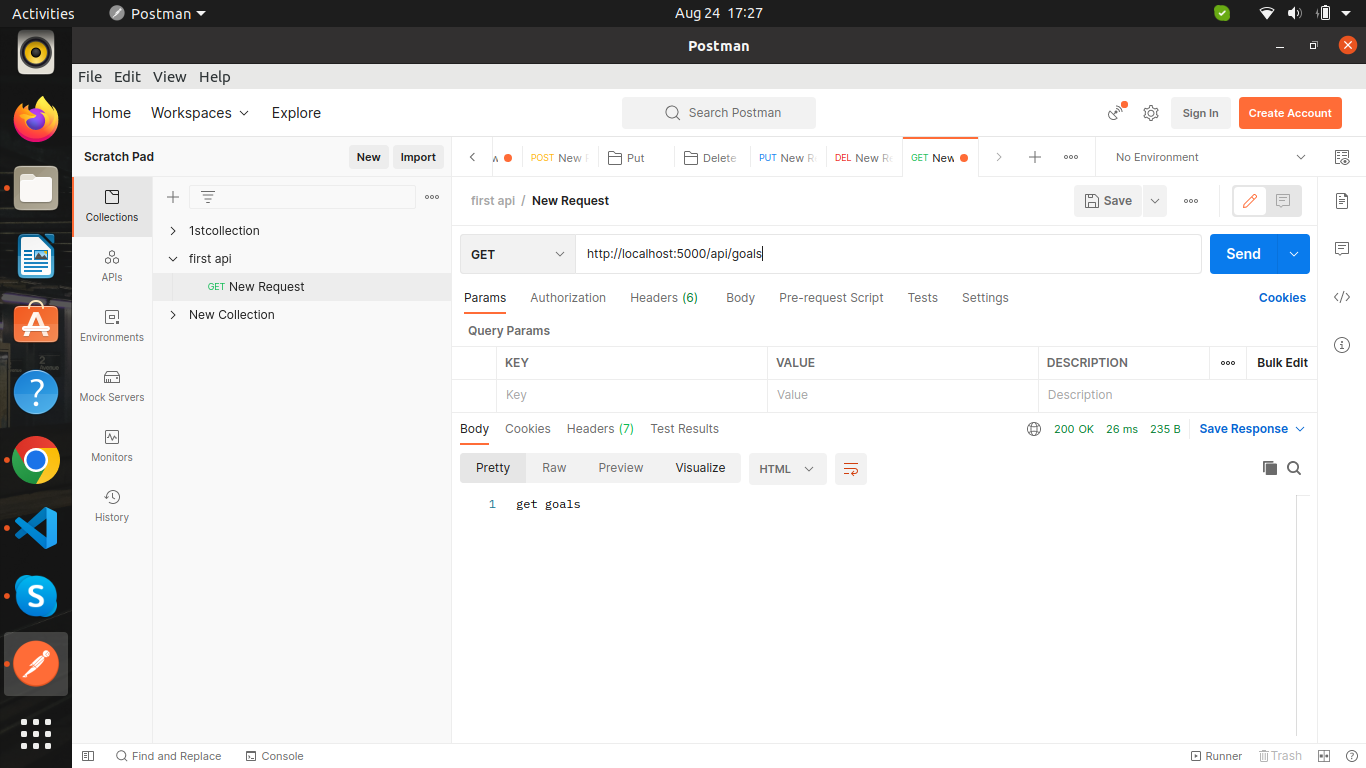 Activities Postman Aug 24 17:27
Postman
File Edit View Help
Home Workspaces Explore Search Postman Sign In Create Account
Scratch Pad New Import
w POST New Put Delete PUT New R DEL New Re GET New No Environment
Collections
APIs
Environments
Mock Servers
Monitors
History
1stcollection
first api
GET New Request
New Collection
first api / New Request Save
GET http://localhost:5000/api/goals Send
Params Authorization Headers (6) Body Pre-request Script Tests Settings Cookies
Query Params
KEY VALUE DESCRIPTION Bulk Edit
Key Value Description
Body Cookies Headers (7) Test Results 200 OK 26 ms 235 B Save Response
Pretty Raw Preview Visualize HTML
1 get goals
Find and Replace Console Runner Trash